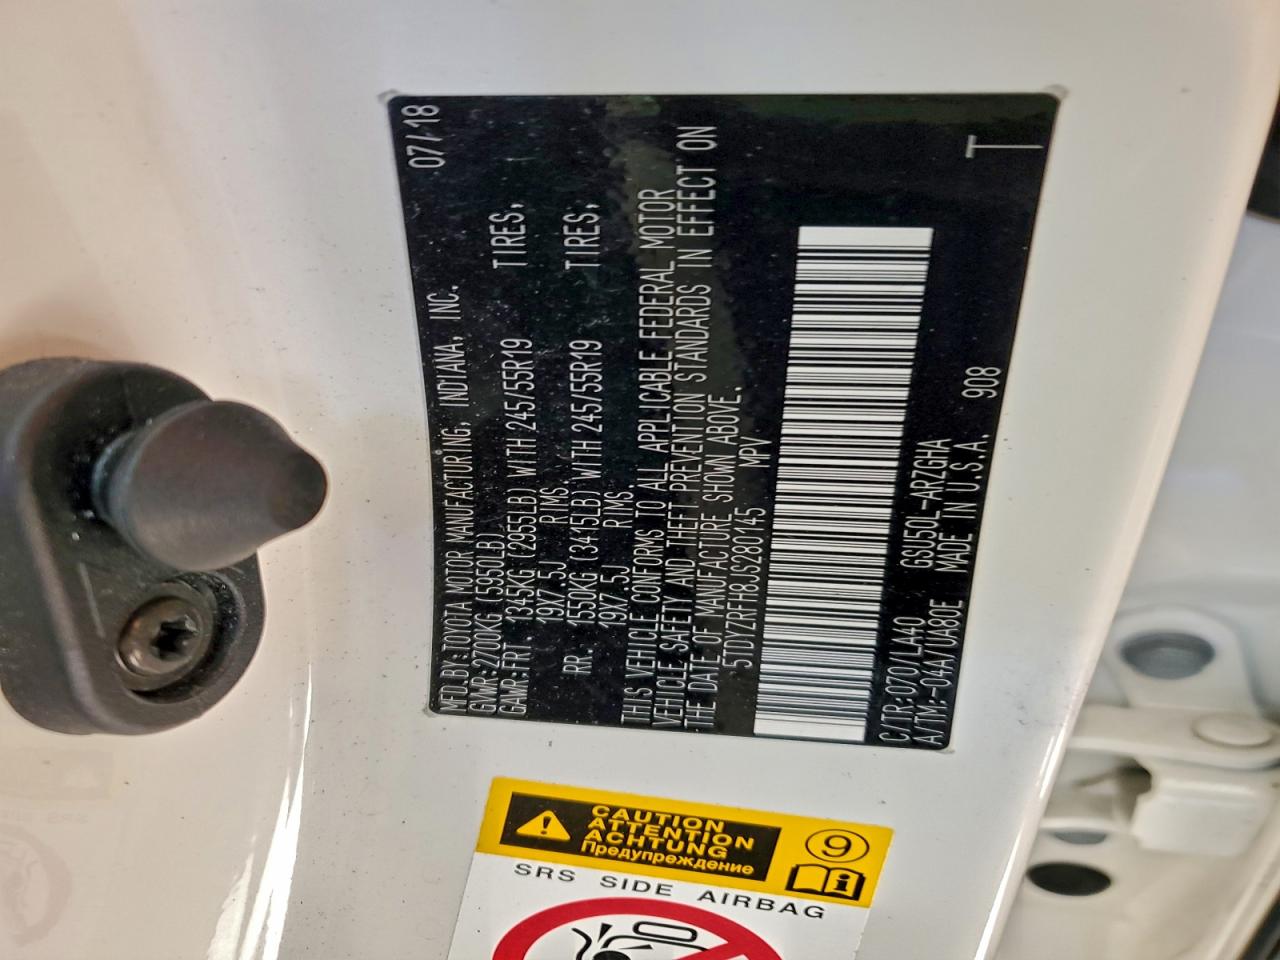 MFD.BY:TOYOTA MOTOR MANUFACTURING, INDIANA, INC. 07/18
GVWR:2700KG(5950LB)
GAWR:FRT. 1345KG (2955LB) WITH 245/55R19 TIRES,
19X7.5J RIMS.
RR. 1550KG (3415LB) WITH 245/55R19 TIRES,
19X7.5J RIMS.
THIS VEHICLE CONFORMS TO ALL APPLICABLE FEDERAL MOTOR
VEHICLE SAFETY AND THEFT PREVENTION STANDARDS IN EFFECT ON
THE DATE OF MANUFACTURE SHOWN ABOVE.
5TDYZRFH8JS280145 MPV
C/TR:070/LA40 GSU50L-ARZGHA
A/TM:-04A/UA80E MADE IN U.S.A. 908
T
CAUTION
ATTENTION
ACHTUNG
Предупреждение
9
i
SRS SIDE AIRBAG